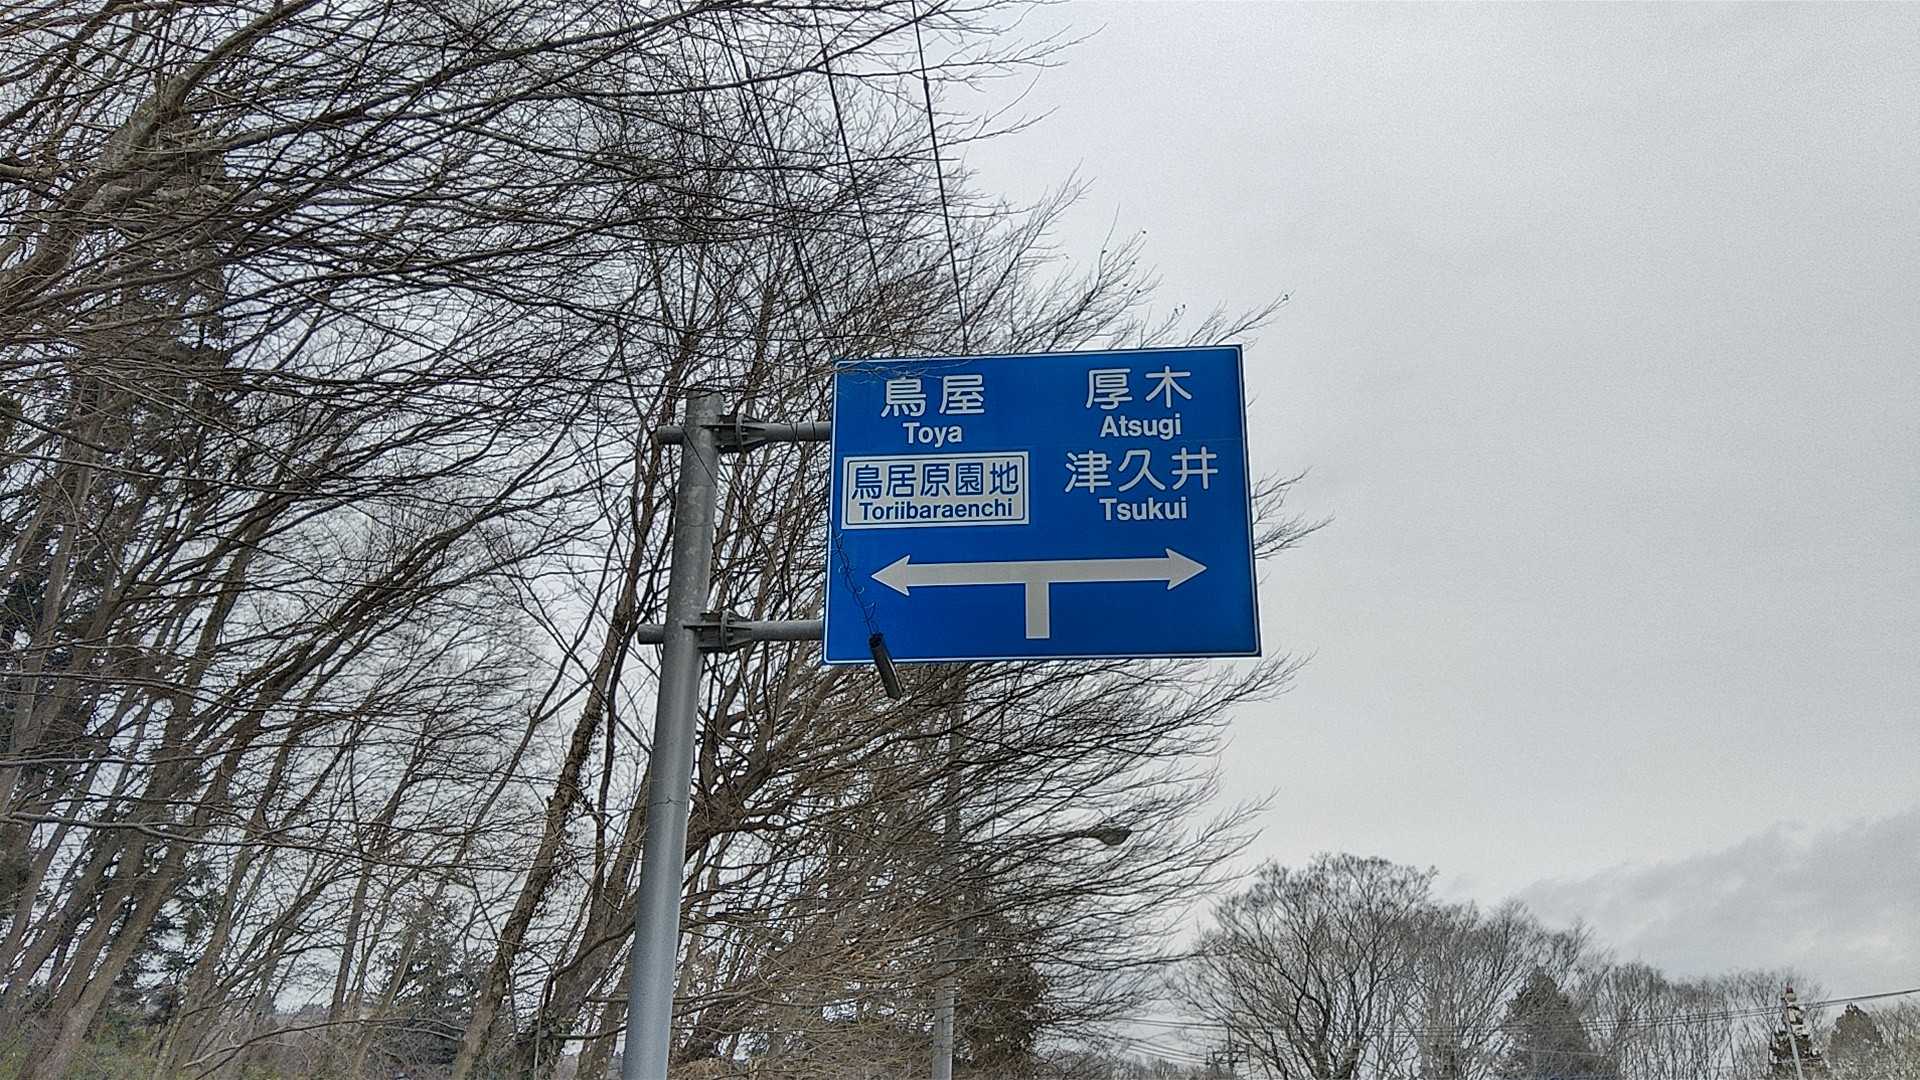 鳥屋
Toya
鳥居原園地
Toriibaraenchi
厚木
Atsugi
津久井
Tsukui